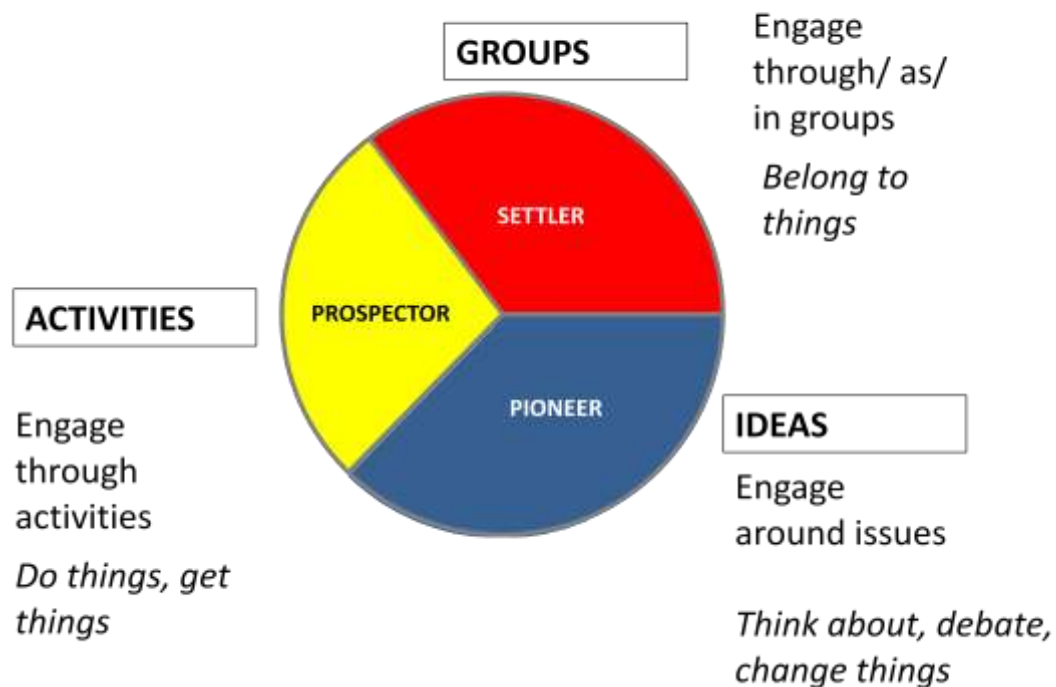 GROUPS
Engage
through/ as/
in groups
Belong to
things
SETTLER
PROSPECTOR
PIONEER
ACTIVITIES
Engage
through
activities
Do things, get
things
IDEAS
Engage
around issues
Think about, debate,
change things